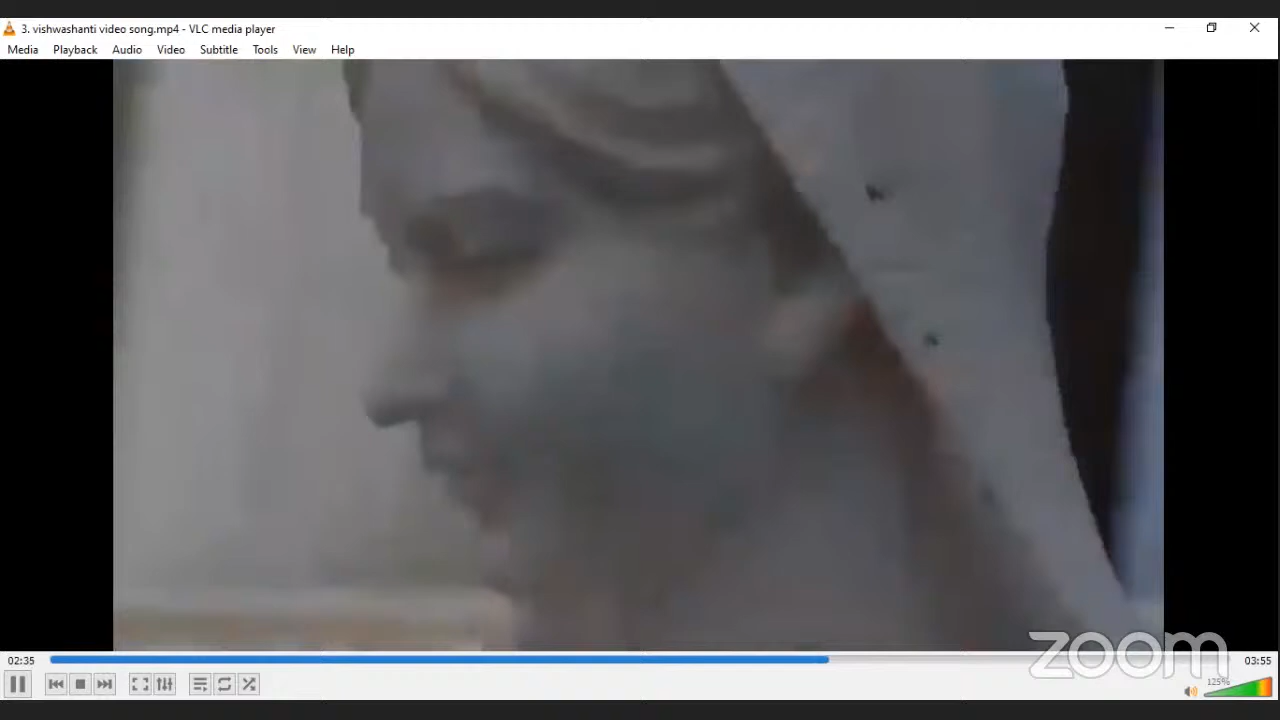 3. vishwashanti video song.mp4 - VLC media player
Media Playback Audio Video Subtitle Tools View Help
zoom
02:35 03:55
125%